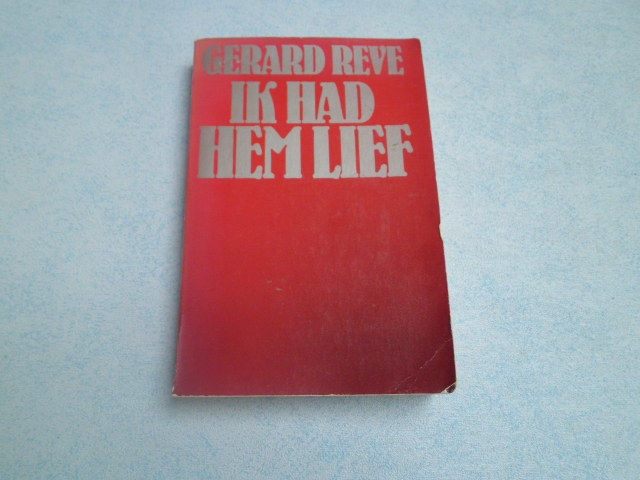 GERARD REVE
IK HAD
HEM LIEF